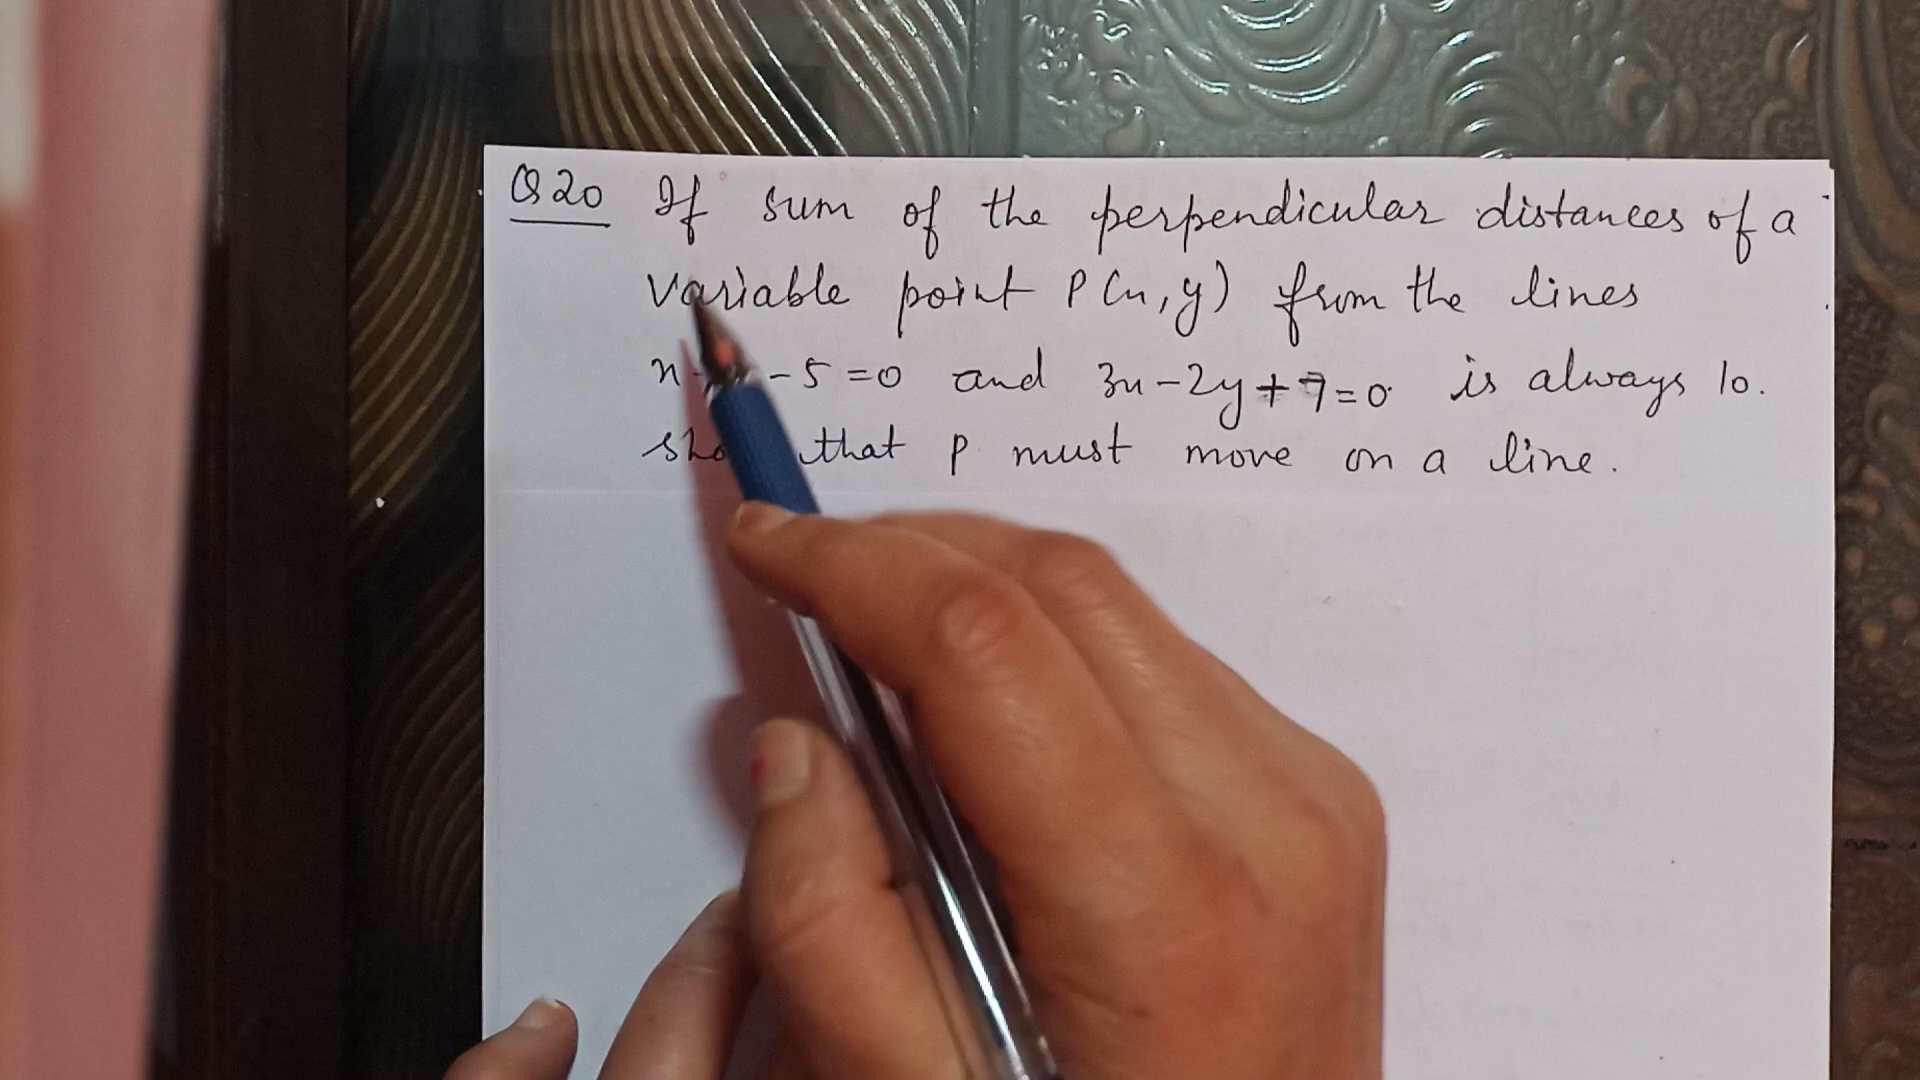 Q 20 If sum of the perpendicular distances of a
variable point P(x, y) from the lines
x - 5 = 0 and 3x - 2y + 7 = 0 is always 10.
that P must move on a line.